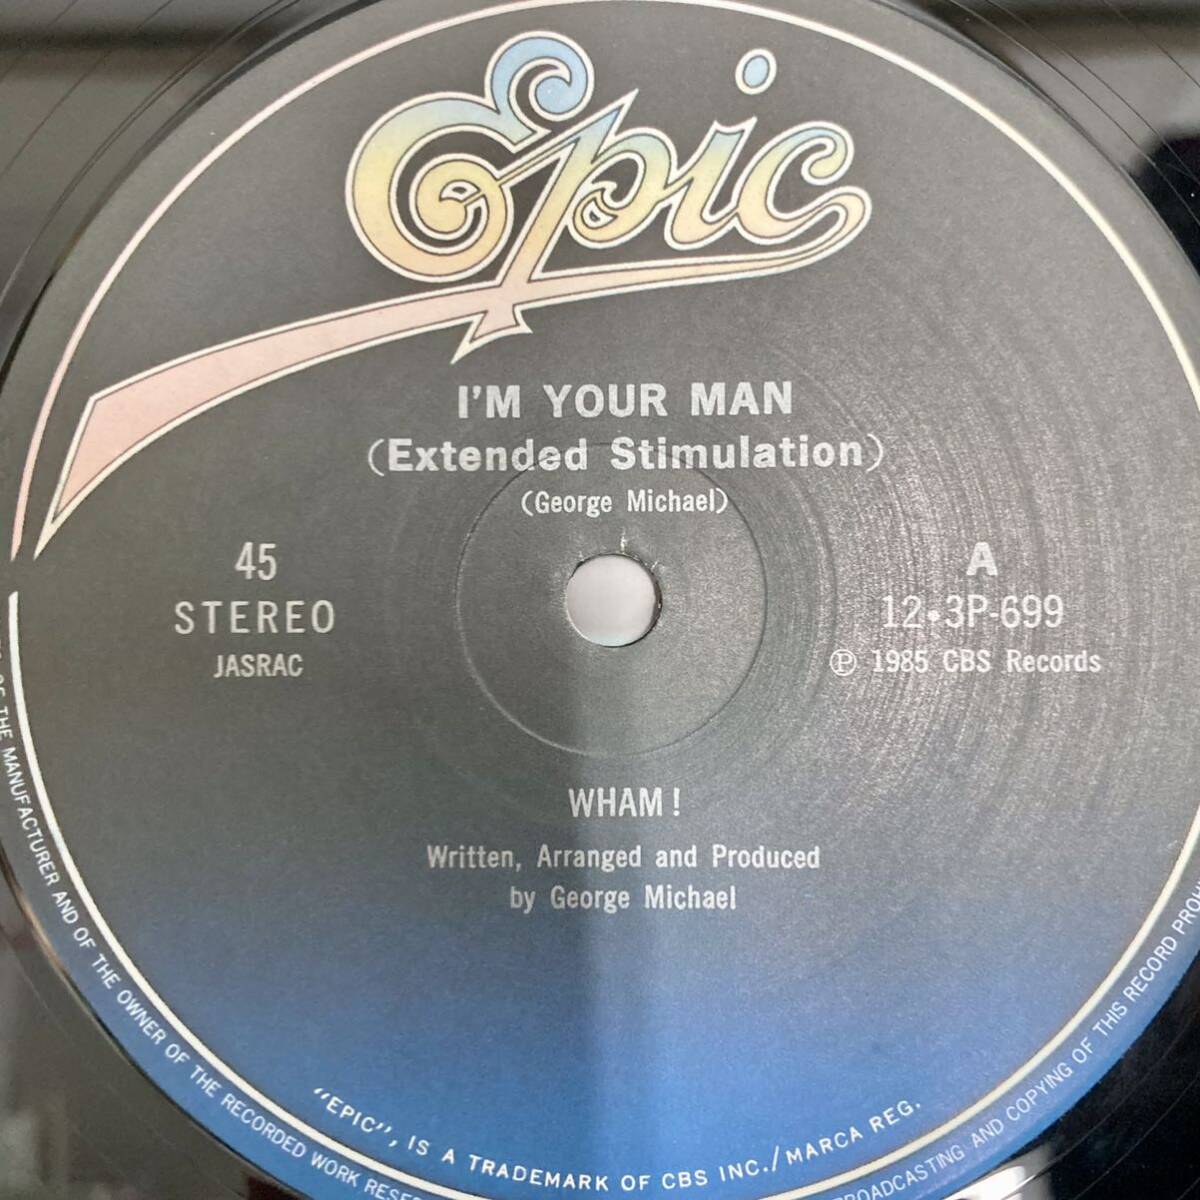 Epic
I'M YOUR MAN
(Extended Stimulation)
(George Michael)
45
STEREO
JASRAC
A
12•3P-699
Ⓟ 1985 CBS Records
WHAM!
Written, Arranged and Produced
by George Michael
"EPIC", IS A TRADEMARK OF CBS INC./MARCA REG.
OF THE MANUFACTURER AND OF THE OWNER OF THE RECORDED WORK
BROADCASTING AND COPYING OF THIS RECORD